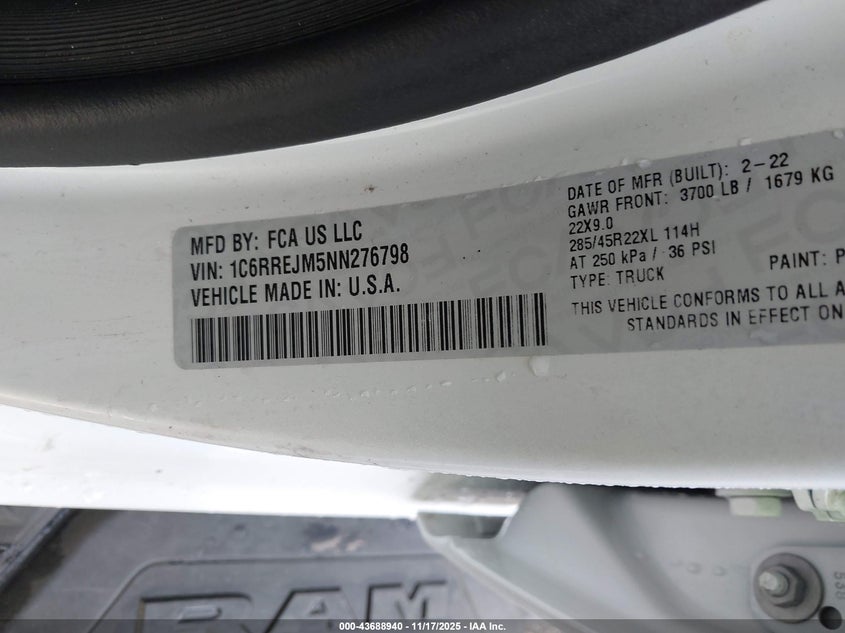 MFD BY: FCA US LLC
VIN: 1C6RREJM5NN276798
VEHICLE MADE IN: U.S.A.
DATE OF MFR (BUILT): 2-22
GAWR FRONT: 3700 LB / 1679 KG
22X9.0
285/45R22XL 114H
AT 250 kPa / 36 PSI
TYPE: TRUCK
PAINT: P
THIS VEHICLE CONFORMS TO ALL A
STANDARDS IN EFFECT ON
RAM
000-43688940 - 11/17/2025 - IAA Inc.